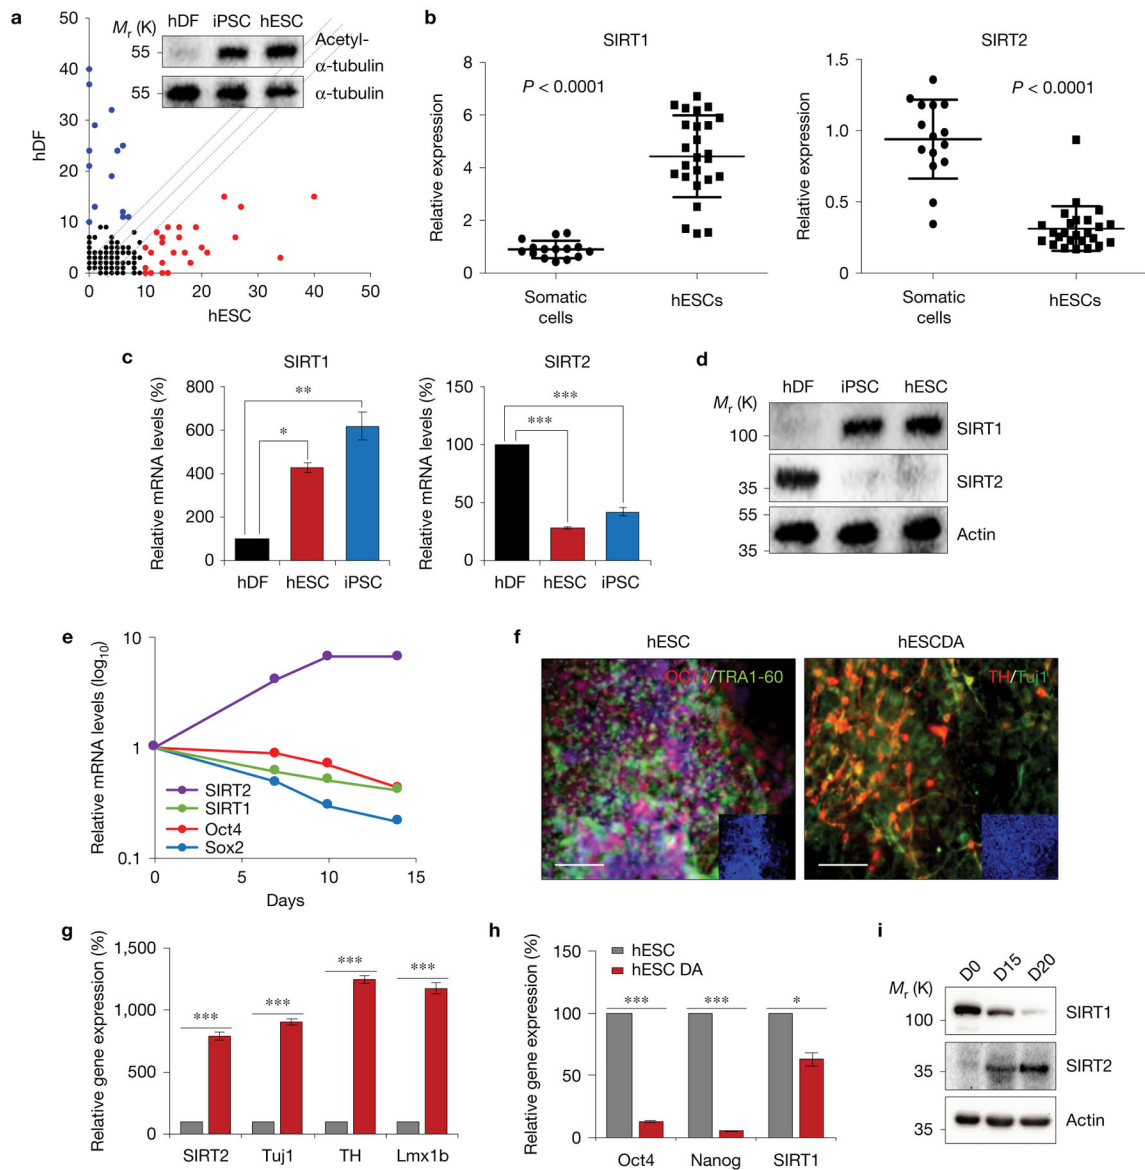 a
hDF
50
40
30
20
10
0
0
10
20
30
40
50
hESC
Mr (K)
hDF iPSC hESC
55
Acetyl-
α-tubulin
55
α-tubulin
b
SIRT1
Relative expression
8
6
4
2
0
P < 0.0001
Somatic
cells
hESCs
SIRT2
Relative expression
1.5
1.0
0.5
0
P < 0.0001
Somatic
cells
hESCs
c
SIRT1
Relative mRNA levels (%)
800
600
400
200
0
**
*
hDF hESC iPSC
SIRT2
Relative mRNA levels (%)
150
100
50
0
***
***
hDF hESC iPSC
d
hDF iPSC hESC
Mr (K)
100
SIRT1
35
SIRT2
55
35
Actin
e
Relative mRNA levels (log10)
10
1
0.1
SIRT2
SIRT1
Oct4
Sox2
0
5
10
15
Days
f
hESC
OCT4/TRA1-60
hESCDA
TH/Tuj1
g
Relative gene expression (%)
1,500
1,000
500
0
***
***
***
***
SIRT2 Tuj1 TH Lmx1b
h
Relative gene expression (%)
150
100
50
0
hESC
hESC DA
***
***
*
Oct4 Nanog SIRT1
i
D0 D15 D20
Mr (K)
100
SIRT1
35
SIRT2
35
Actin